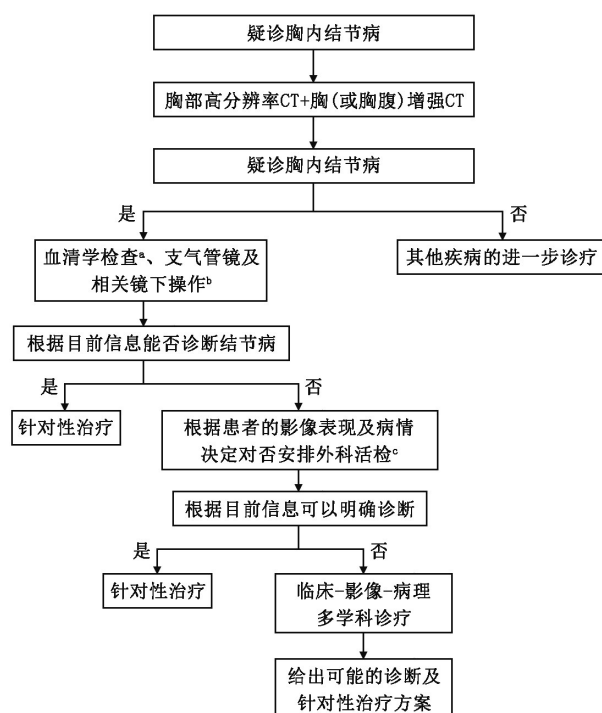 疑诊胸内结节病
胸部高分辨率CT+胸(或胸腹)增强CT
疑诊胸内结节病
是
否
血清学检查ᵃ、支气管镜及
相关镜下操作ᵇ
其他疾病的进一步诊疗
根据目前信息能否诊断结节病
是
否
针对性治疗
根据患者的影像表现及病情
决定对否安排外科活检ᶜ
根据目前信息可以明确诊断
是
否
针对性治疗
临床-影像-病理
多学科诊疗
给出可能的诊断及
针对性治疗方案